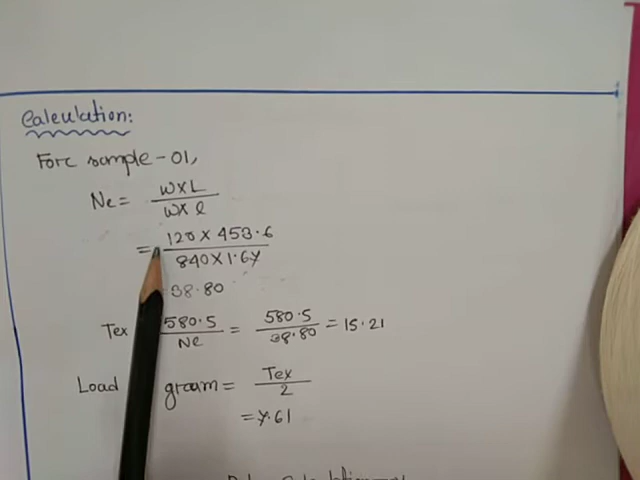 Calculation:
Forc sample-01,
Ne = W×L / W×l
= 120 × 453.6 / 840 × 1.67
38.80
Tex 580.5 / Ne = 580.5 / 38.80 = 15.21
Load gram = Tex / 2
= 7.61